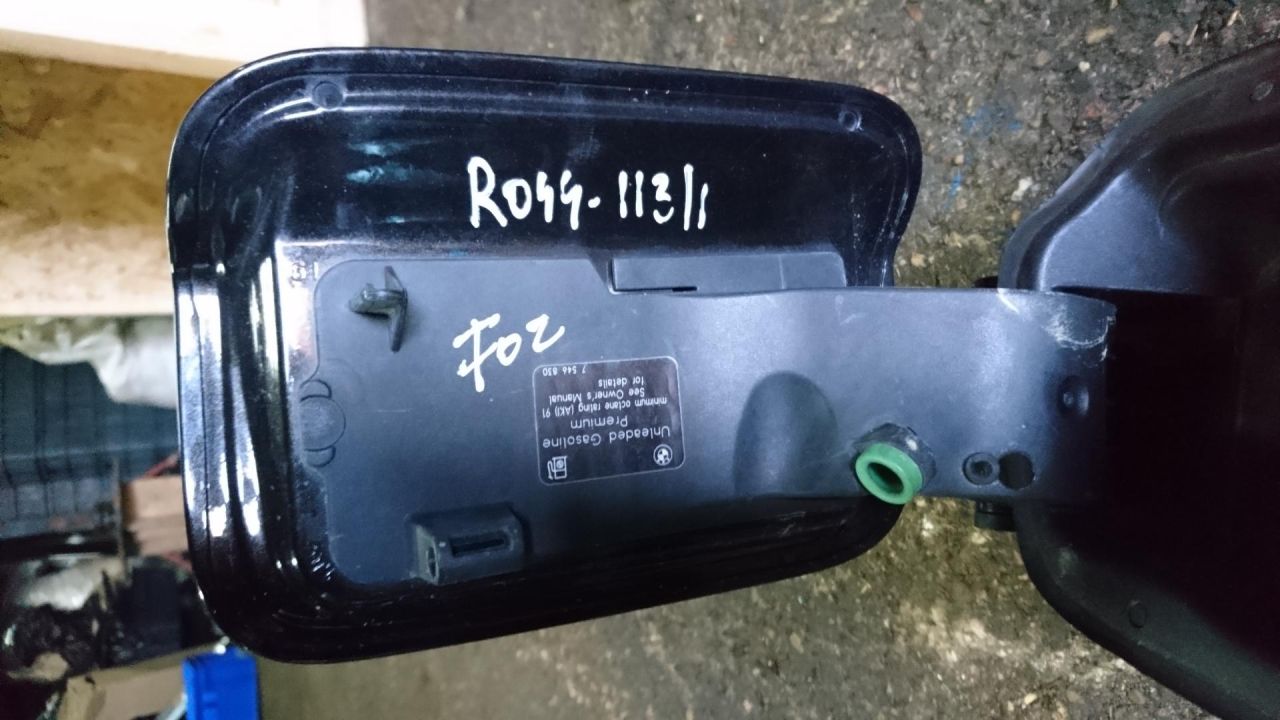 R044-113/1
F02
Unleaded Gasoline
Premium
minimum octane rating (AKI) 91
See Owner's Manual
for details
7 546 830